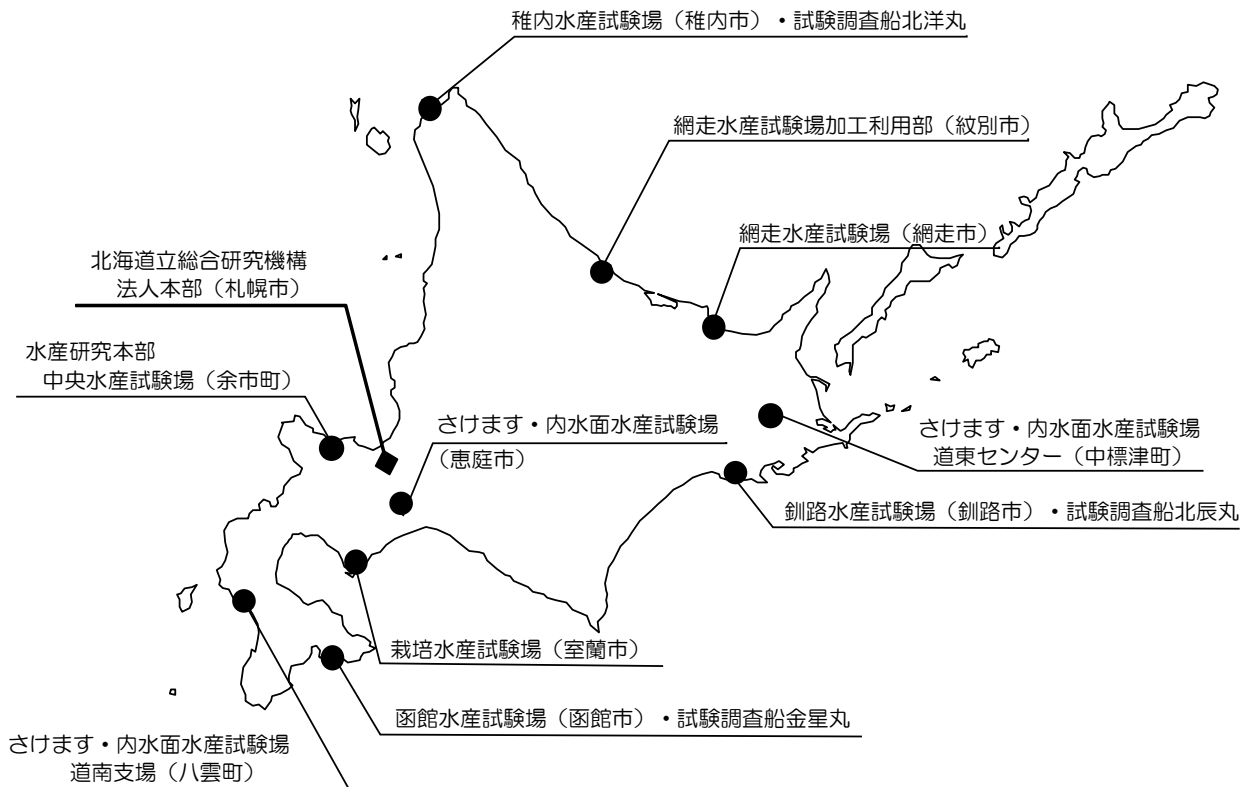 稚内水産試験場（稚内市）・試験調査船北洋丸
網走水産試験場加工利用部（紋別市）
網走水産試験場（網走市）
北海道立総合研究機構
法人本部（札幌市）
水産研究本部
中央水産試験場（余市町）
さけます・内水面水産試験場
（恵庭市）
さけます・内水面水産試験場
道東センター（中標津町）
釧路水産試験場（釧路市）・試験調査船北辰丸
栽培水産試験場（室蘭市）
函館水産試験場（函館市）・試験調査船金星丸
さけます・内水面水産試験場
道南支場（八雲町）